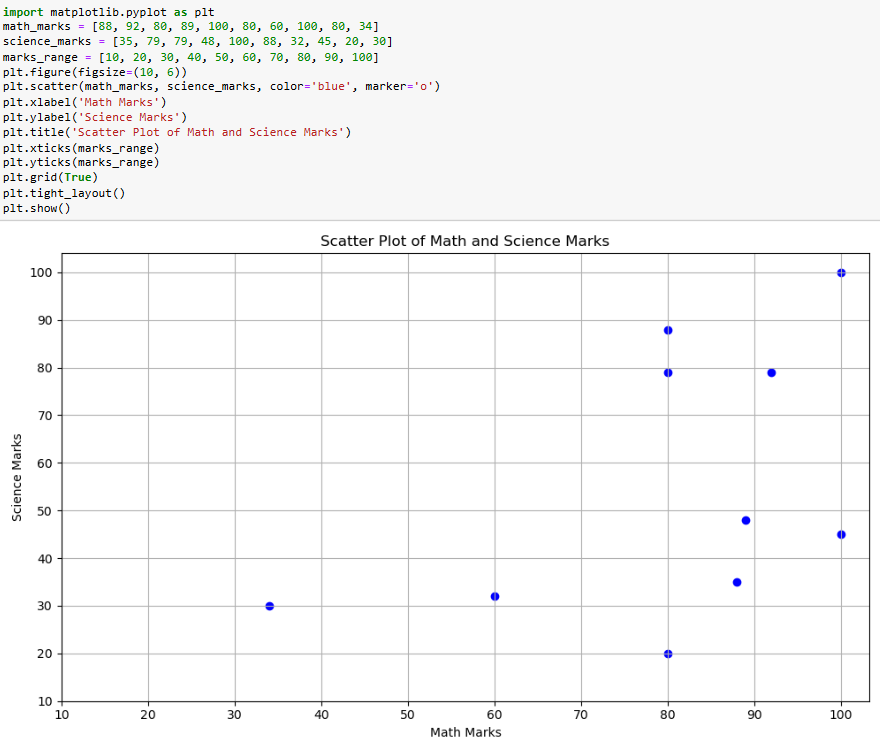 import matplotlib.pyplot as plt
math_marks = [88, 92, 80, 89, 100, 80, 60, 100, 80, 34]
science_marks = [35, 79, 79, 48, 100, 88, 32, 45, 20, 30]
marks_range = [10, 20, 30, 40, 50, 60, 70, 80, 90, 100]
plt.figure(figsize=(10, 6))
plt.scatter(math_marks, science_marks, color='blue', marker='o')
plt.xlabel('Math Marks')
plt.ylabel('Science Marks')
plt.title('Scatter Plot of Math and Science Marks')
plt.xticks(marks_range)
plt.yticks(marks_range)
plt.grid(True)
plt.tight_layout()
plt.show()
Scatter Plot of Math and Science Marks
Science Marks
100
90
80
70
60
50
40
30
20
10
10 20 30 40 50 60 70 80 90 100
Math Marks